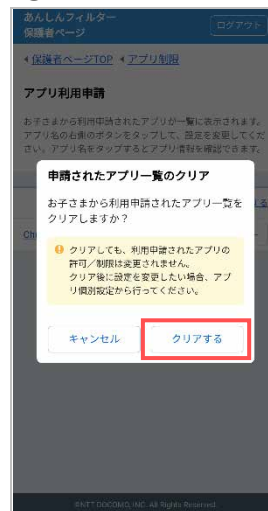 あんしんフィルター
保護者ページ
ログアウト
保護者ページTOP
アプリ制限
アプリ利用申請
お子さまから利用申請されたアプリが一覧に表示されます。
アプリ名の右側のボタンをタップして、設定を変更してくだ
さい。アプリ名をタップするとアプリ情報を確認できます。
申請されたアプリ一覧のクリア
お子さまから利用申請されたアプリ一覧を
クリアしますか？
クリアしても、利用申請されたアプリの
許可／制限は変更されません。
クリア後に設定を変更したい場合、アプ
リ個別設定から行ってください。
キャンセル
クリアする
©NTT DOCOMO, INC. All Rights Reserved.